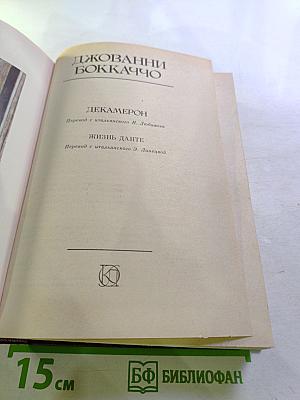 ДЖОВАННИ
БОККАЧЧО
ДЕКАМЕРОН
Перевод с итальянского Н. Любимова
ЖИЗНЬ ДАНТЕ
Перевод с итальянского Э. Линецкой
15 см
БФ БИБЛИОФАН